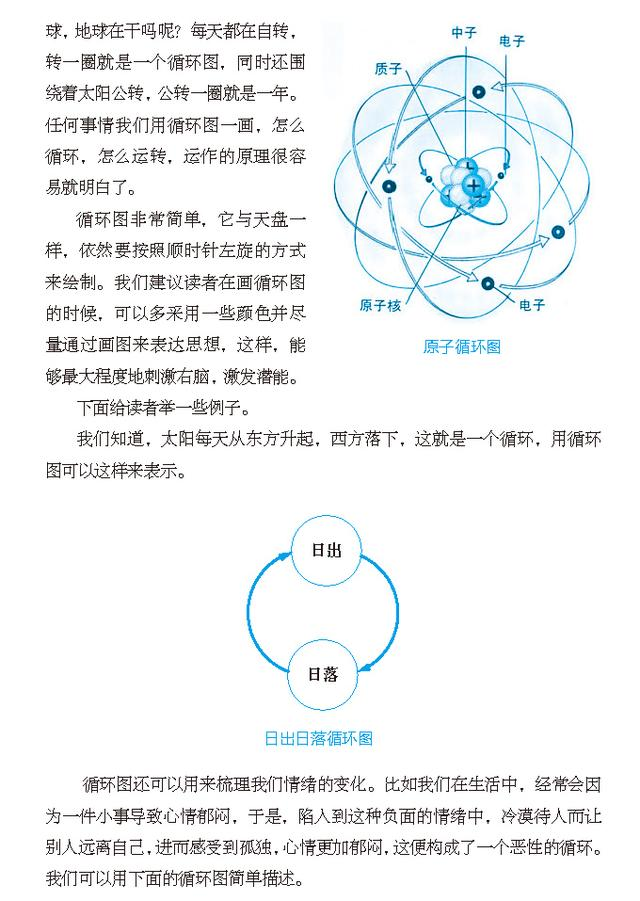 球，地球在干吗呢？每天都在自转，
转一圈就是一个循环图，同时还围
绕着太阳公转，公转一圈就是一年。
任何事情我们用循环图一画，怎么
循环，怎么运转，运作的原理很容
易就明白了。
循环图非常简单，它与天盘一
样，依然要按照顺时针左旋的方式
来绘制。我们建议读者在画循环图
的时候，可以多采用一些颜色并尽
量通过画图来表达思想，这样，能
够最大程度地刺激右脑，激发潜能。
中子
电子
质子
原子核
电子
原子循环图
下面给读者举一些例子。
我们知道，太阳每天从东方升起，西方落下，这就是一个循环，用循环
图可以这样来表示。
日出
日落
日出日落循环图
循环图还可以用来梳理我们情绪的变化。比如我们在生活中，经常会因
为一件小事导致心情郁闷，于是，陷入到这种负面的情绪中，冷漠待人而让
别人远离自己，进而感受到孤独，心情更加郁闷，这便构成了一个恶性的循环。
我们可以用下面的循环图简单描述。